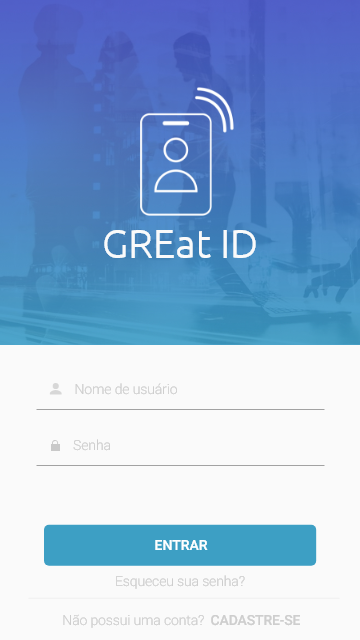 GREat ID
Nome de usuário
Senha
ENTRAR
Esqueceu sua senha?
Não possui uma conta? CADASTRE-SE